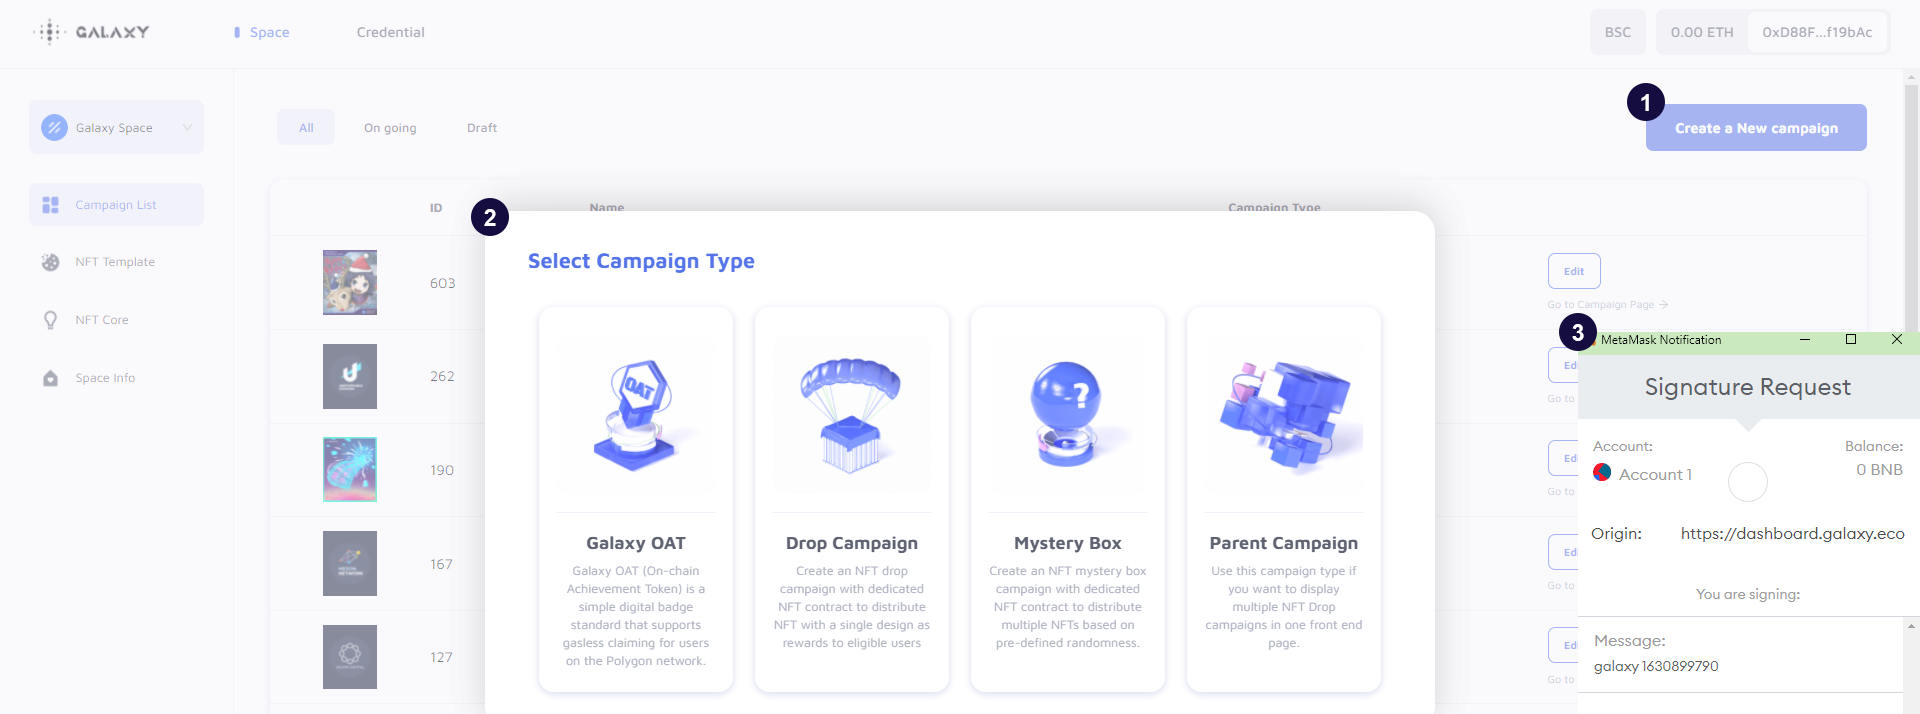 GALAXY
Space
Credential
BSC
0.00 ETH
0xD88F...f19bAc
Galaxy Space
All
On going
Draft
1
Create a New campaign
Campaign List
NFT Template
NFT Core
Space Info
ID
Name
Campaign Type
603
262
190
167
127
Edit
Go to Campaign Page →
Edi
Go to
Edi
Go to
Edi
Go to
Edi
Go to
2
Select Campaign Type
OAT
Galaxy OAT
Galaxy OAT (On-chain
Achievement Token) is a
simple digital badge
standard that supports
gasless claiming for users
on the Polygon network.
Drop Campaign
Create an NFT drop
campaign with dedicated
NFT contract to distribute
NFT with a single design as
rewards to eligible users
?
Mystery Box
Create an NFT mystery box
campaign with dedicated
NFT contract to distribute
multiple NFTs based on
pre-defined randomness.
Parent Campaign
Use this campaign type if
you want to display
multiple NFT Drop
campaigns in one front end
page.
3
MetaMask Notification
Signature Request
Account:
Account 1
Balance:
0 BNB
Origin:
https://dashboard.galaxy.eco
You are signing:
Message:
galaxy 1630899790